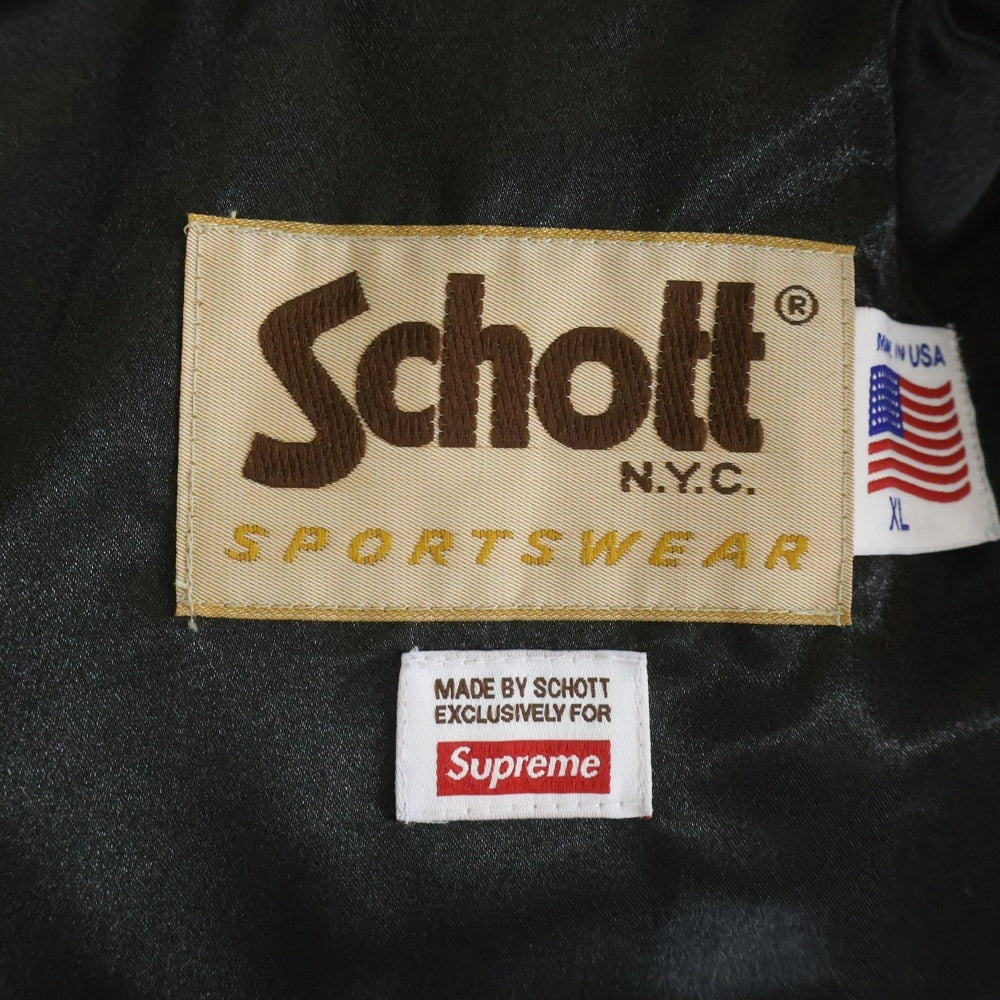 Schott®
N.Y.C.
SPORTSWEAR
IN USA
XL
MADE BY SCHOTT
EXCLUSIVELY FOR
Supreme